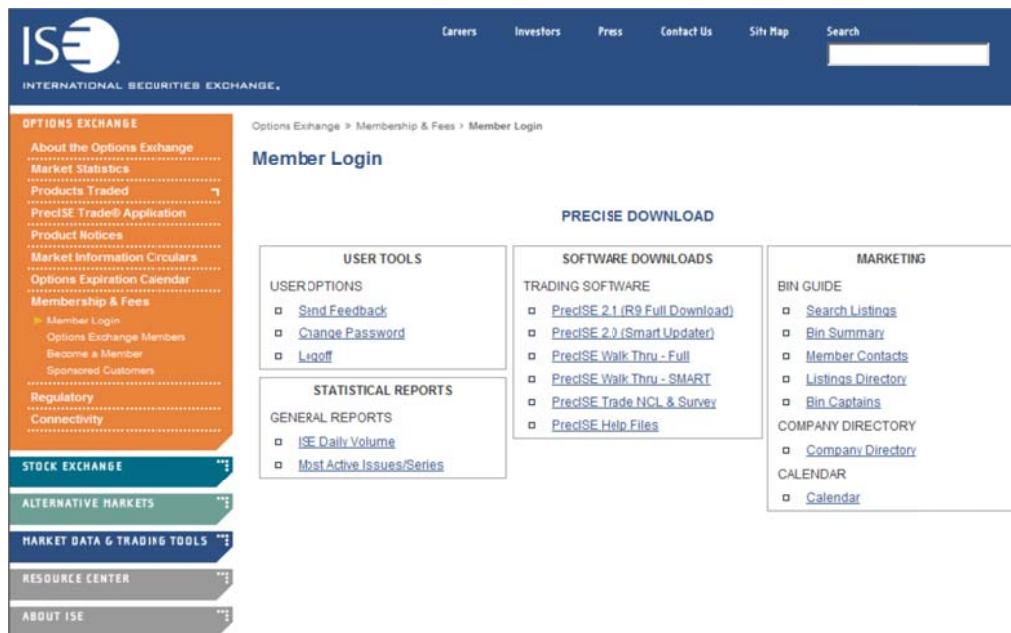 ISE.
INTERNATIONAL SECURITIES EXCHANGE.
Careers
Investors
Press
Contact Us
Site Map
Search
OPTIONS EXCHANGE
About the Options Exchange
Market Statistics
Products Traded
PrecISE Trade® Application
Product Notices
Market Information Circulars
Options Expiration Calendar
Membership & Fees
Member Login
Options Exchange Members
Become a Member
Sponsored Customers
Regulatory
Connectivity
STOCK EXCHANGE
ALTERNATIVE MARKETS
MARKET DATA & TRADING TOOLS
RESOURCE CENTER
ABOUT ISE
Options Exchange > Membership & Fees > Member Login
Member Login
PRECISE DOWNLOAD
USER TOOLS
USER OPTIONS
Send Feedback
Change Password
Logoff
STATISTICAL REPORTS
GENERAL REPORTS
ISE Daily Volume
Most Active Issues/Series
SOFTWARE DOWNLOADS
TRADING SOFTWARE
PrecISE 2.1 (R9 Full Download)
PrecISE 2.0 (Smart Updater)
PrecISE Walk Thru - Full
PrecISE Walk Thru - SMART
PrecISE Trade NCL & Survey
PrecISE Help Files
MARKETING
BIN GUIDE
Search Listings
Bin Summary
Member Contacts
Listings Directory
Bin Captains
COMPANY DIRECTORY
Company Directory
CALENDAR
Calendar